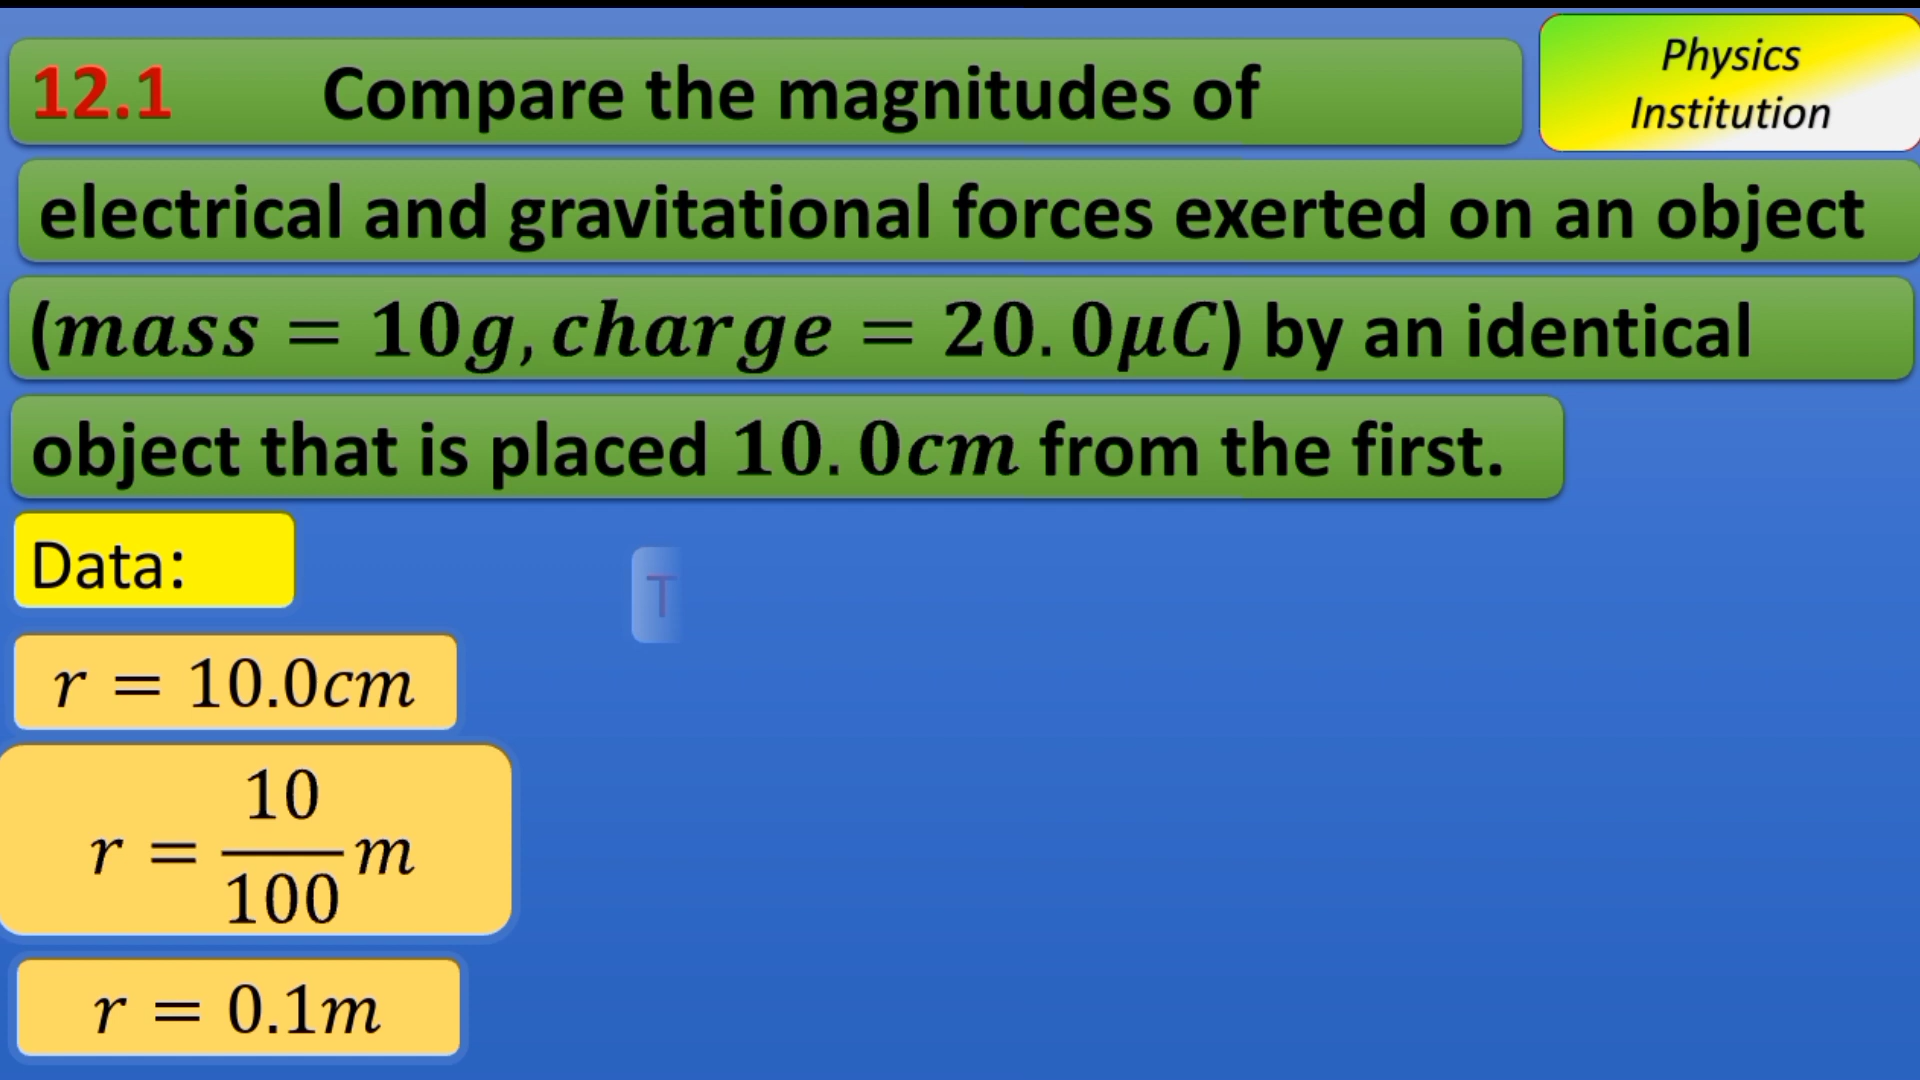 12.1 Compare the magnitudes of
Physics
Institution
electrical and gravitational forces exerted on an object
(mass = 10g, charge = 20.0μC) by an identical
object that is placed 10.0cm from the first.
Data:
T
r = 10.0cm
r = 10/100 m
r = 0.1m